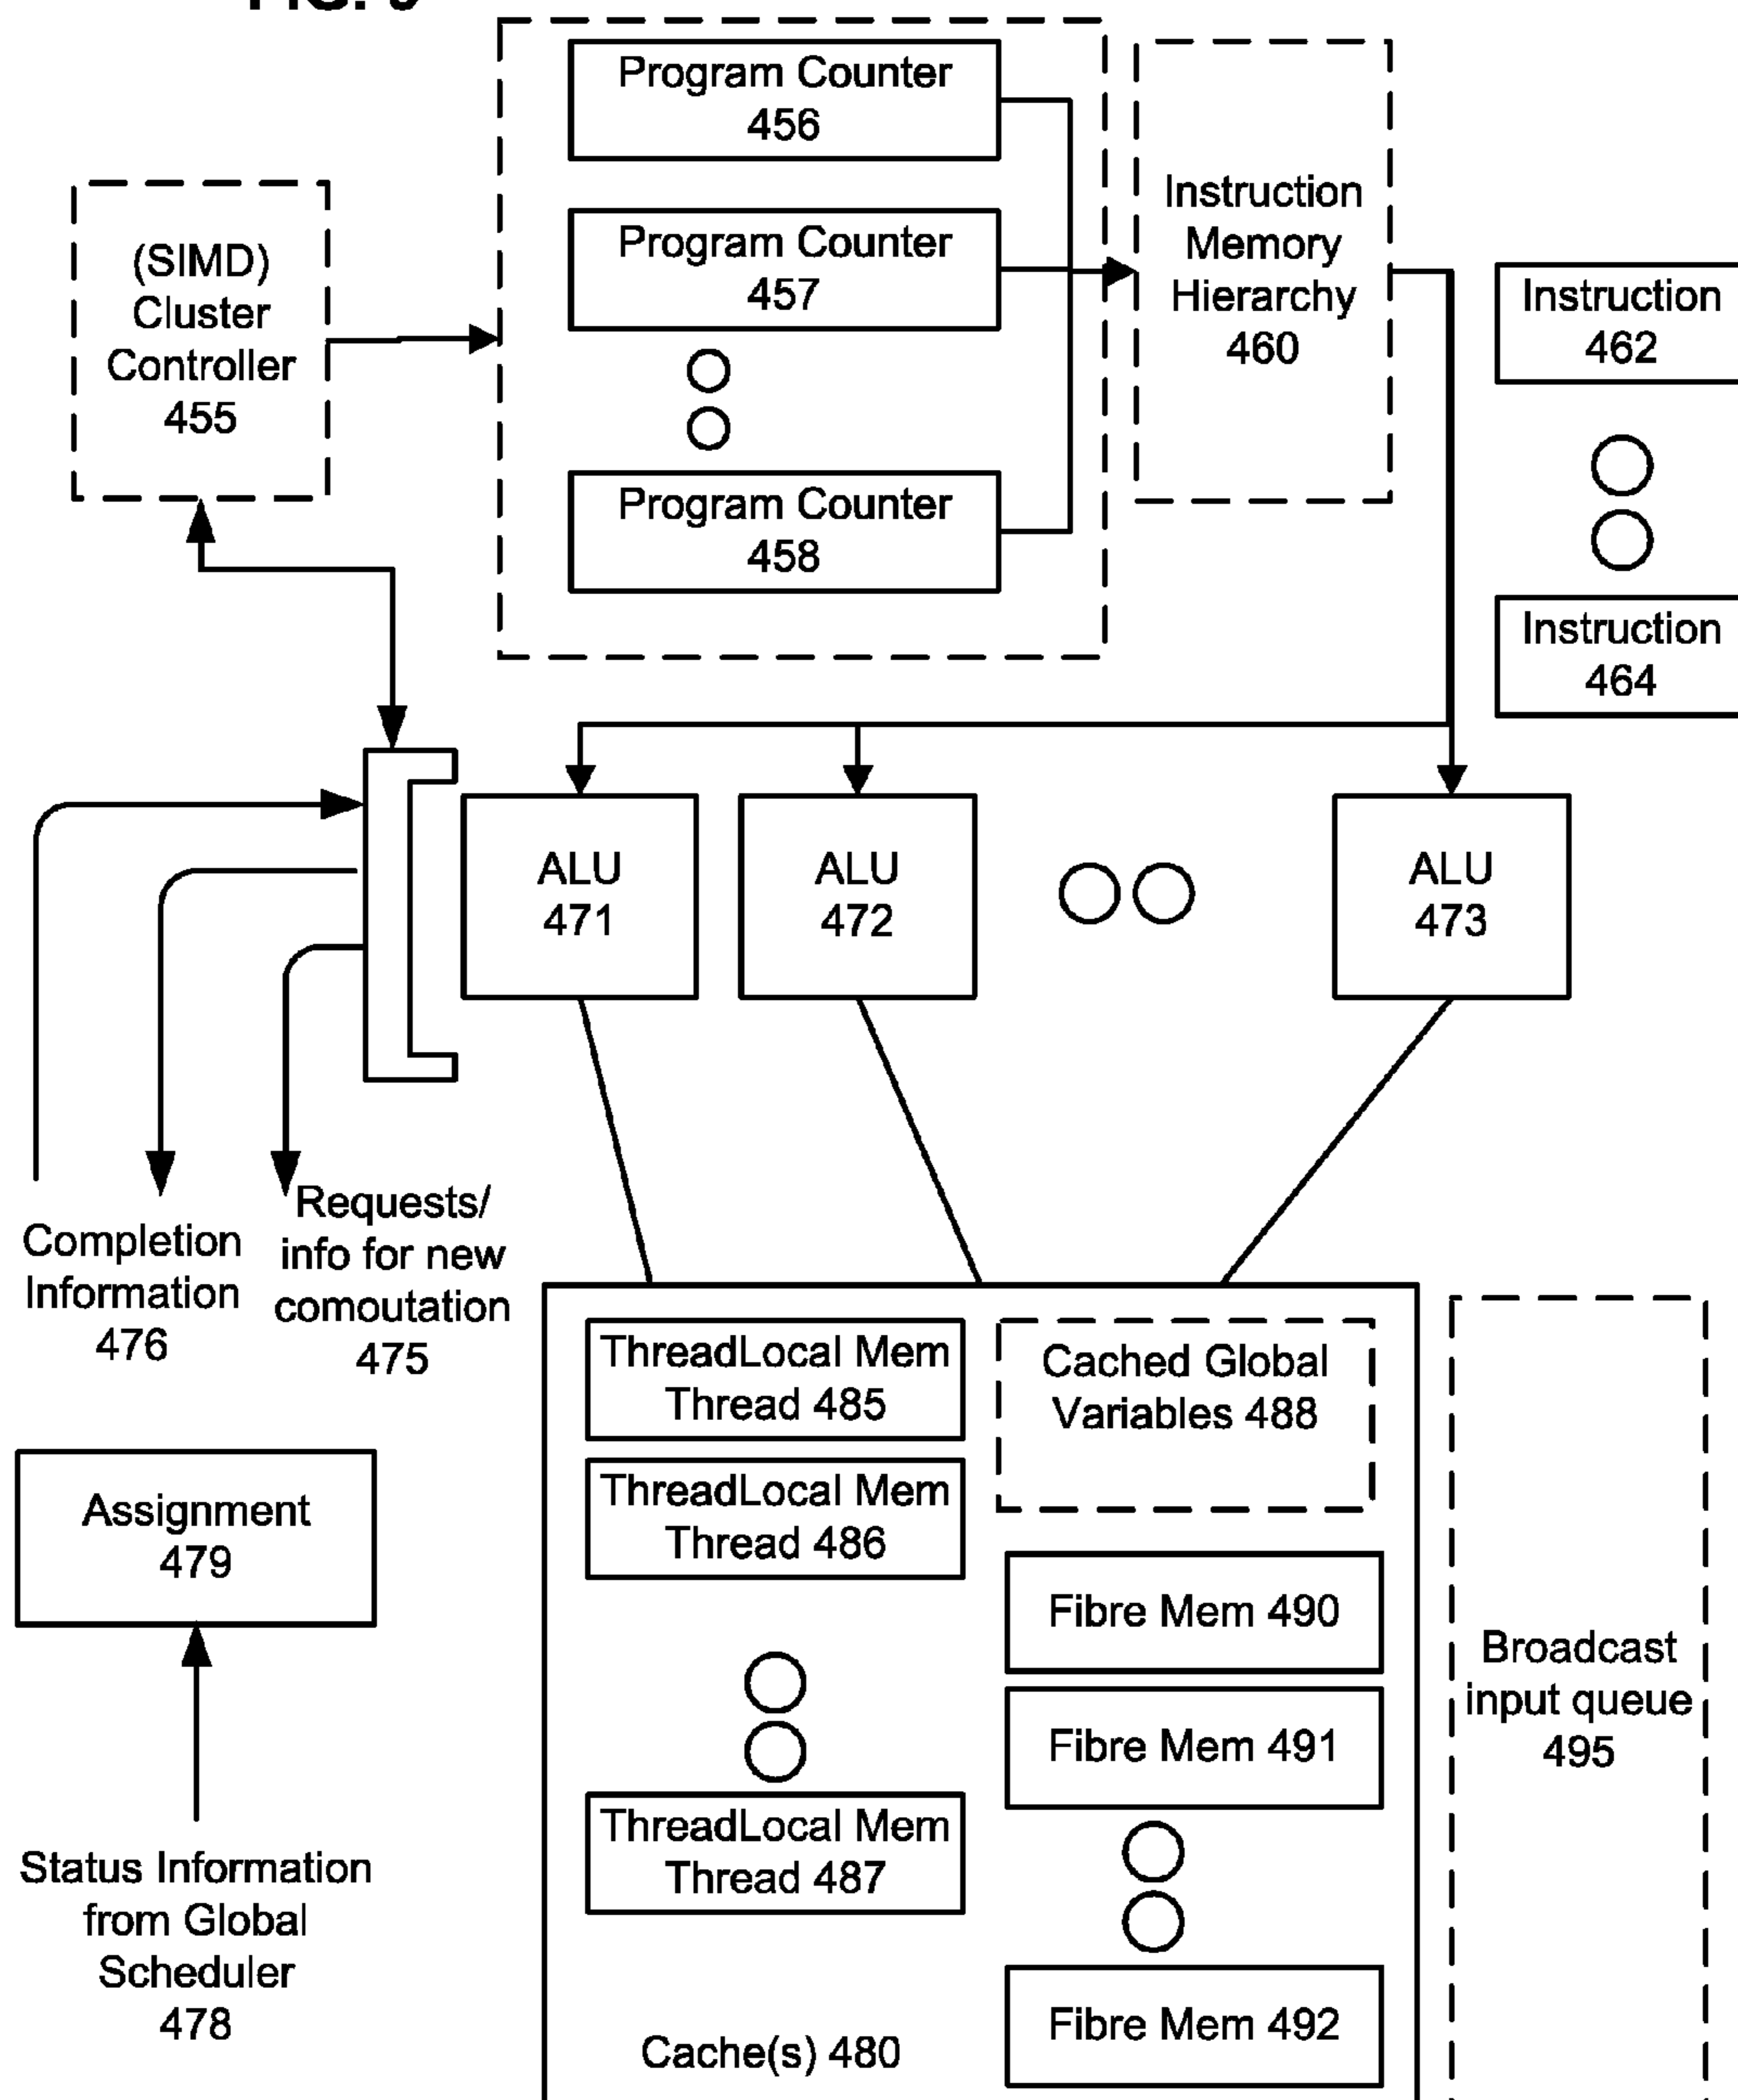 Program Counter
456
Program Counter
457
Program Counter
458
Instruction
Memory
Hierarchy
460
(SIMD)
Cluster
Controller
455
Instruction
462
Instruction
464
ALU
471
ALU
472
ALU
473
Completion
Information
476
Requests/
info for new
comoutation
475
ThreadLocal Mem
Thread 485
ThreadLocal Mem
Thread 486
ThreadLocal Mem
Thread 487
Cached Global
Variables 488
Fibre Mem 490
Fibre Mem 491
Fibre Mem 492
Cache(s) 480
Broadcast
input queue
495
Assignment
479
Status Information
from Global
Scheduler
478